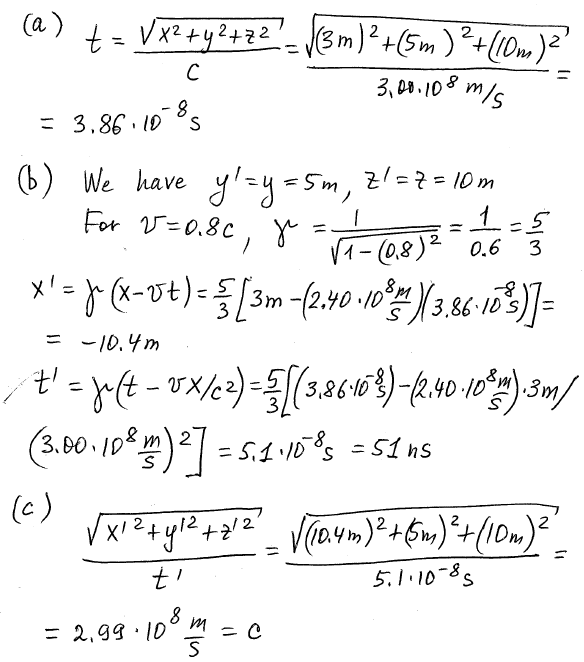 (a) t = √(x²+y²+z²) / c = √((3m)²+(5m)²+(10m)²) / 3,00.10⁸ m/s =
= 3.86 . 10⁻⁸ s
(b) We have y'=y=5m, z'=z=10m
For v=0.8c, γ = 1/√(1-(0.8)²) = 1/0.6 = 5/3
x' = γ(x-vt) = 5/3 [3m-(2.40.10⁸ m/s)(3.86.10⁻⁸s)] =
= -10.4m
t' = γ(t - vx/c²) = 5/3 [(3.86.10⁻⁸s)-(2,40.10⁸ m/s).3m/
(3.00.10⁸ m/s)²] = 5.1.10⁻⁸s = 51 ns
(c) √(x'²+y'²+z'²) / t' = √((10.4m)²+(5m)²+(10m)²) / 5.1.10⁻⁸s =
= 2.99 . 10⁸ m/s = c